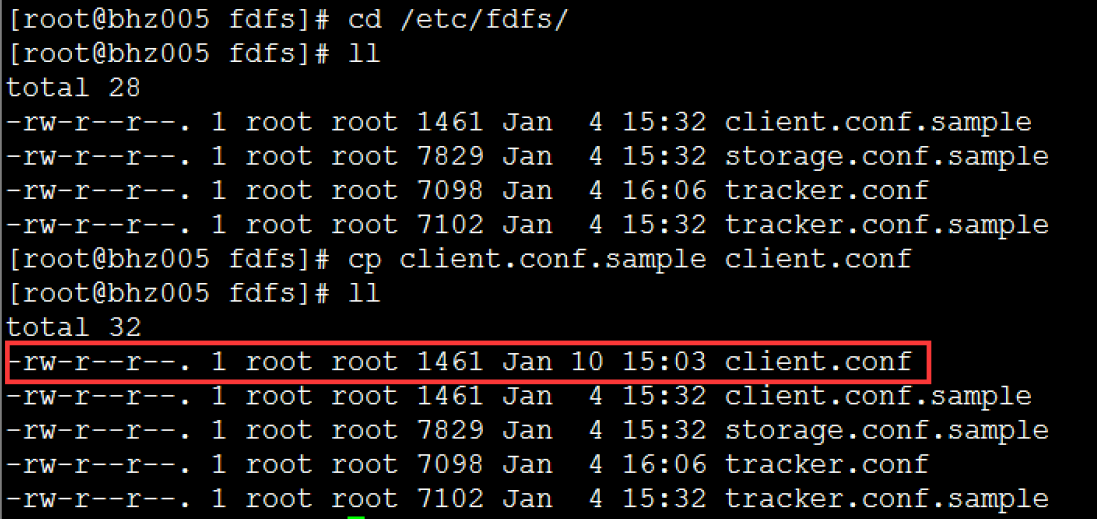 [root@bhz005 fdfs]# cd /etc/fdfs/
[root@bhz005 fdfs]# ll
total 28
-rw-r--r--. 1 root root 1461 Jan  4 15:32 client.conf.sample
-rw-r--r--. 1 root root 7829 Jan  4 15:32 storage.conf.sample
-rw-r--r--. 1 root root 7098 Jan  4 16:06 tracker.conf
-rw-r--r--. 1 root root 7102 Jan  4 15:32 tracker.conf.sample
[root@bhz005 fdfs]# cp client.conf.sample client.conf
[root@bhz005 fdfs]# ll
total 32
-rw-r--r--. 1 root root 1461 Jan 10 15:03 client.conf
-rw-r--r--. 1 root root 1461 Jan  4 15:32 client.conf.sample
-rw-r--r--. 1 root root 7829 Jan  4 15:32 storage.conf.sample
-rw-r--r--. 1 root root 7098 Jan  4 16:06 tracker.conf
-rw-r--r--. 1 root root 7102 Jan  4 15:32 tracker.conf.sample